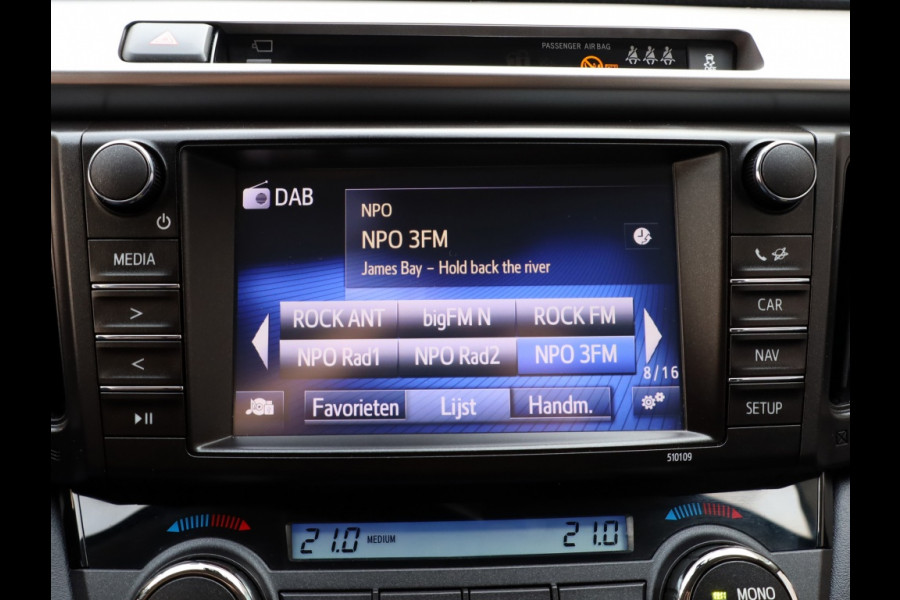 PASSENGER AIR BAG
DAB
NPO
NPO 3FM
James Bay – Hold back the river
MEDIA
>
<
CAR
NAV
SETUP
ROCK ANT
bigFM N
ROCK FM
NPO Rad1
NPO Rad2
NPO 3FM
8/16
Favorieten
Lijst
Handm.
510109
21.0
MEDIUM
21.0
MONO